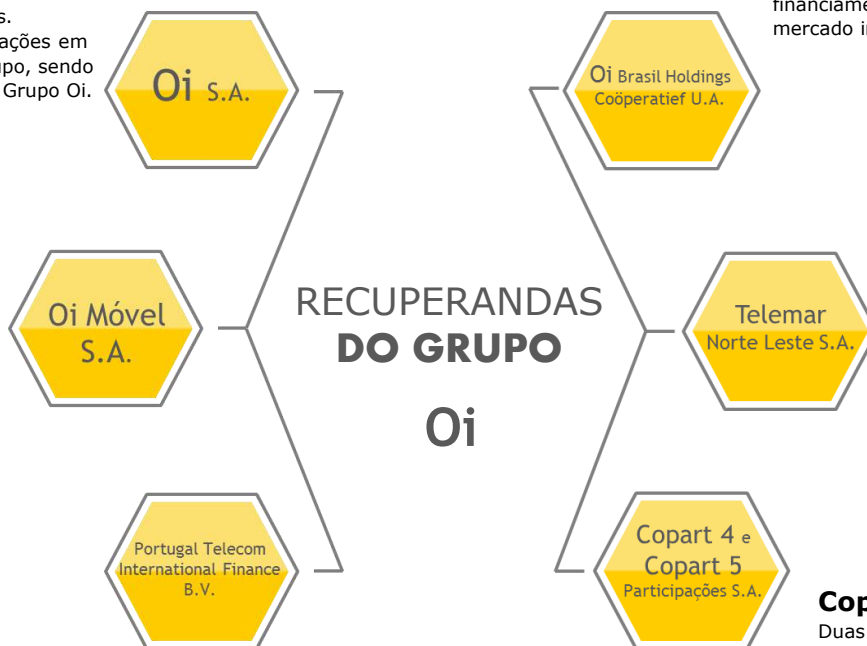 s.
ações em
upo, sendo
Grupo Oi.
Oi S.A.
Oi Móvel
S.A.
Portugal Telecom
International Finance
B.V.
RECUPERANDAS
DO GRUPO
Oi
financiame
mercado i
Oi Brasil Holdings
Coöperatief U.A.
Telemar
Norte Leste S.A.
Copart 4 e
Copart 5
Participações S.A.
Cop
Duas